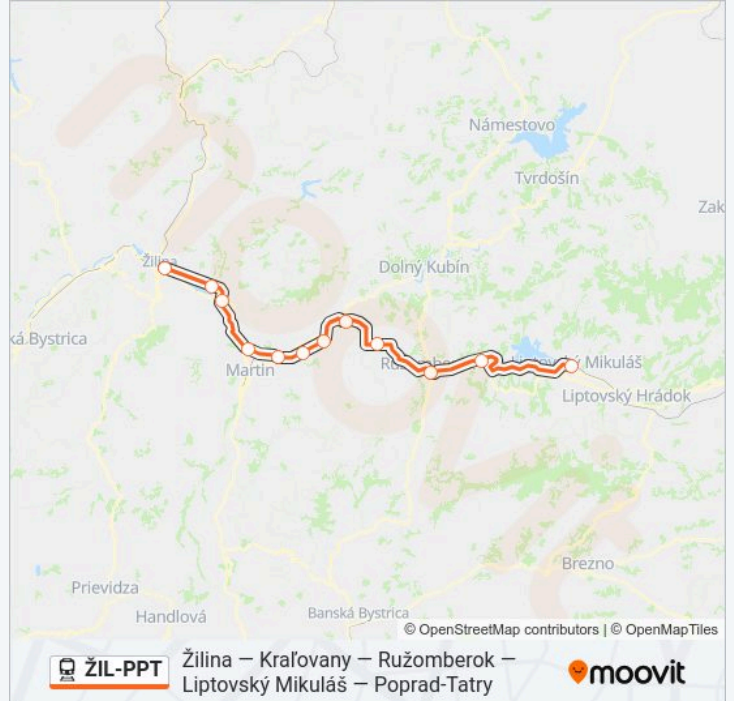 Námestovo
Tvrdošín
Zak
Žilina
Dolný Kubín
ká Bystrica
Mikuláš
Martin
Liptovský Hrádok
Brezno
Prievidza
Handlová
Banská Bystrica
© OpenStreetMap contributors | © OpenMapTiles
ŽIL-PPT
Žilina — Kraľovany — Ružomberok —
Liptovský Mikuláš — Poprad-Tatry
moovit